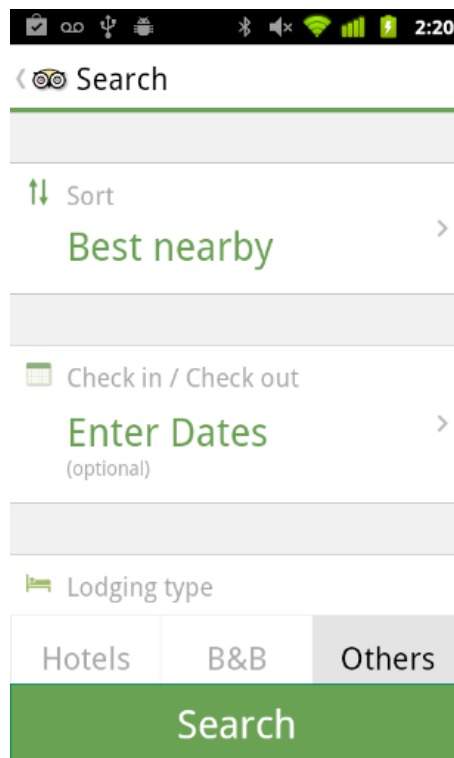 2:20
Search
Sort
Best nearby
Check in / Check out
Enter Dates
(optional)
Lodging type
Hotels B&B Others
Search